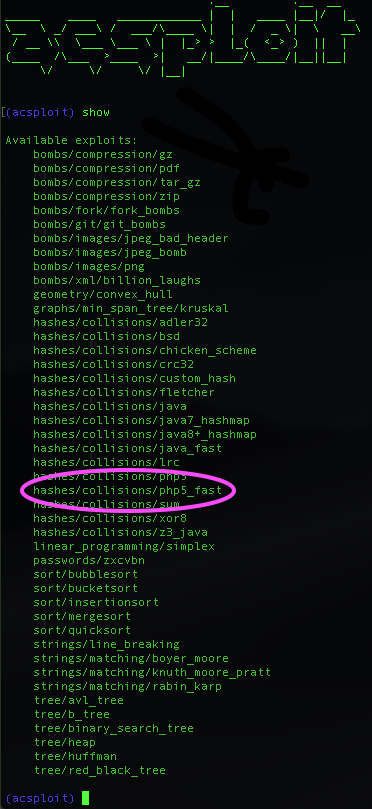 acsploit
(acsploit) show
Available exploits:
bombs/compression/gz
bombs/compression/pdf
bombs/compression/tar_gz
bombs/compression/zip
bombs/fork/fork_bombs
bombs/git/git_bombs
bombs/images/jpeg_bad_header
bombs/images/jpeg_bomb
bombs/images/png
bombs/xml/billion_laughs
geometry/convex_hull
graphs/min_span_tree/kruskal
hashes/collisions/adler32
hashes/collisions/bsd
hashes/collisions/chicken_scheme
hashes/collisions/crc32
hashes/collisions/custom_hash
hashes/collisions/fletcher
hashes/collisions/java
hashes/collisions/java7_hashmap
hashes/collisions/java8+_hashmap
hashes/collisions/java_fast
hashes/collisions/lrc
hashes/collisions/php5
hashes/collisions/php5_fast
hashes/collisions/sum
hashes/collisions/xor8
hashes/collisions/z3_java
linear_programming/simplex
passwords/zxcvbn
sort/bubblesort
sort/bucketsort
sort/insertionsort
sort/mergesort
sort/quicksort
strings/line_breaking
strings/matching/boyer_moore
strings/matching/knuth_moore_pratt
strings/matching/rabin_karp
tree/avl_tree
tree/b_tree
tree/binary_search_tree
tree/heap
tree/huffman
tree/red_black_tree
(acsploit)